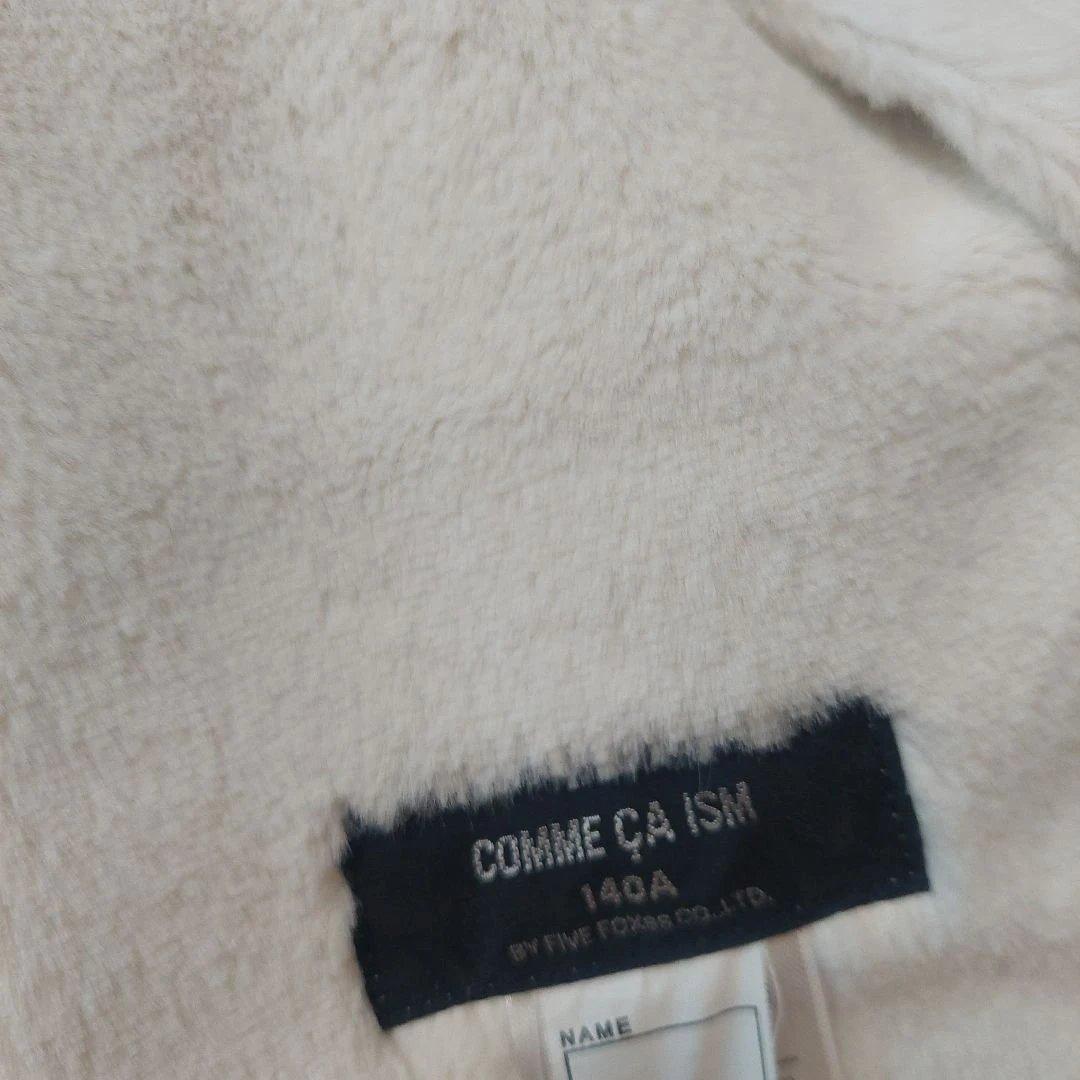 COMME ÇA ISM
140A
BY FIVE FOXes CO.,LTD.
NAME